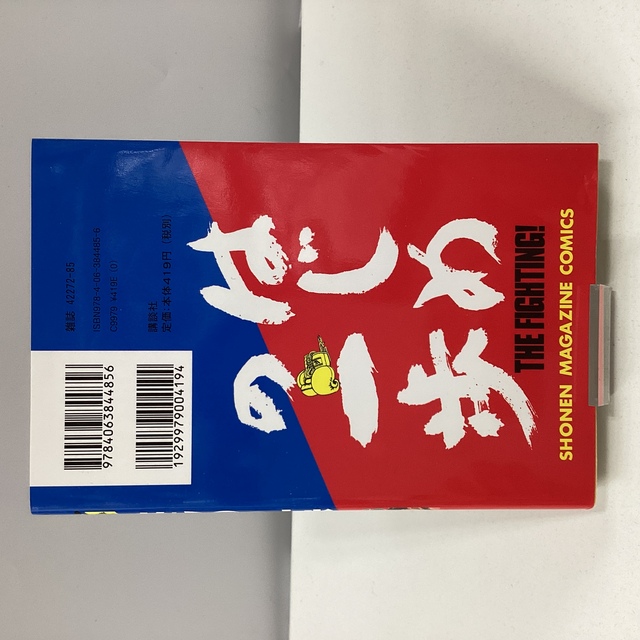 9784063844856
1929979004194
雑誌 42272-85
ISBN978-4-06-384485-6
C9979 ¥419E (0)
講談社
定価:本体419円(税別)
はじめ
の一歩
THE FIGHTING!
SHONEN MAGAZINE COMICS